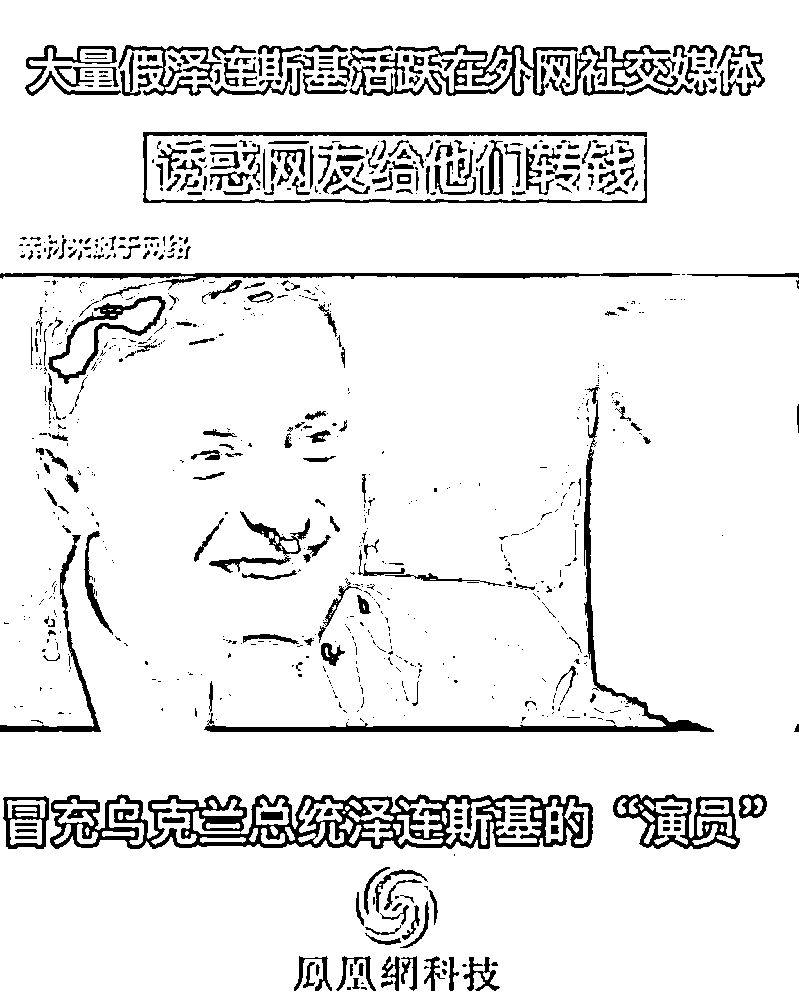 大量假泽连斯基活跃在外网社交媒体
诱惑网友给他们转钱
素材来源于网络
冒充乌克兰总统泽连斯基的“演员”
鳳凰網科技